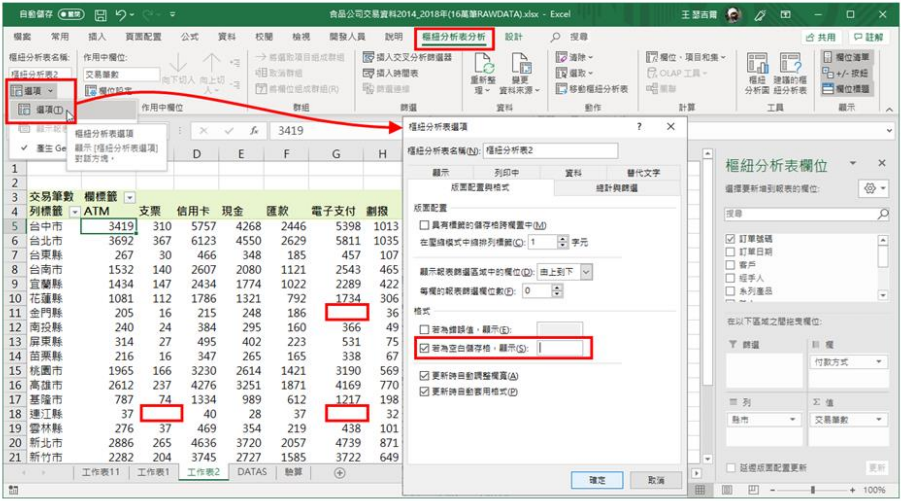 自動儲存
食品公司交易資料2014_2018年(16萬筆RAWDATA).xlsx - Excel
王瑟吉爾
檔案 常用 插入 頁面配置 公式 資料 校閱 檢視 開發人員 說明 樞紐分析表分析 設計 搜尋 共用 註解
樞紐分析表名稱: 作用中欄位:
樞紐分析表2 交易筆數
選項 欄位設定
向下切入 向上切入
將選取項目組成群組
取消群組
將欄位組成群組(R)
插入交叉分析篩選器
插入時間表
篩選連線
重新整理 變更資料來源
清除
選取
移動樞紐分析表
欄位、項目和集
OLAP 工具
關聯
樞紐分析圖 建議的樞紐分析表
欄位清單
+/- 按鈕
欄位標題
作用中欄位 群組 篩選 資料 動作 計算 工具 顯示
選項(I)
顯示報表
產生 Ge
樞紐分析表選項
顯示 [樞紐分析表選項] 對話方塊。
fx 3419
D E F G H
1
2
3 交易筆數 欄標籤
4 列標籤 ATM 支票 信用卡 現金 匯款 電子支付 劃撥
5 台中市 3419 310 5757 4268 2446 5398 1013
6 台北市 3692 367 6123 4550 2629 5811 1035
7 台東縣 267 30 466 348 185 457 107
8 台南市 1532 140 2607 2080 1121 2543 465
9 宜蘭縣 1434 147 2434 1774 1022 2289 422
10 花蓮縣 1081 112 1786 1321 792 1734 306
11 金門縣 205 16 215 248 186 36
12 南投縣 240 24 384 295 160 366 49
13 屏東縣 314 27 495 402 223 531 75
14 苗栗縣 216 16 347 265 165 338 67
15 桃園市 1965 166 3230 2614 1421 3190 569
16 高雄市 2612 237 4276 3251 1871 4169 770
17 基隆市 787 74 1334 989 612 1217 198
18 連江縣 37 40 28 37 32
19 雲林縣 276 37 469 354 219 438 101
20 新北市 2886 265 4636 3720 2057 4739 871
21 新竹市 2282 204 3745 2727 1585 3722 649
工作表11 工作表1 工作表2 DATAS 驗算
樞紐分析表選項 ? ×
樞紐分析表名稱(N): 樞紐分析表2
顯示 列印中 資料 替代文字
版面配置與格式 總計與篩選
版面配置
具有標籤的儲存格跨欄置中(M)
在壓縮模式中縮排列標籤(C): 1 字元
顯示報表篩選區域中的欄位(D): 由上到下
每欄的報表篩選欄位數(F): 0
格式
若為錯誤值，顯示(E):
若為空白儲存格，顯示(S):
更新時自動調整欄寬(A)
更新時自動套用格式(P)
確定 取消
樞紐分析表欄位
選擇要新增到報表的欄位:
搜尋
訂單號碼
訂單日期
客戶
經手人
系列產品
在以下區域之間拖曳欄位:
篩選 欄
付款方式
列 Σ 值
縣市 交易筆數
延遲版面配置更新 更新
100%